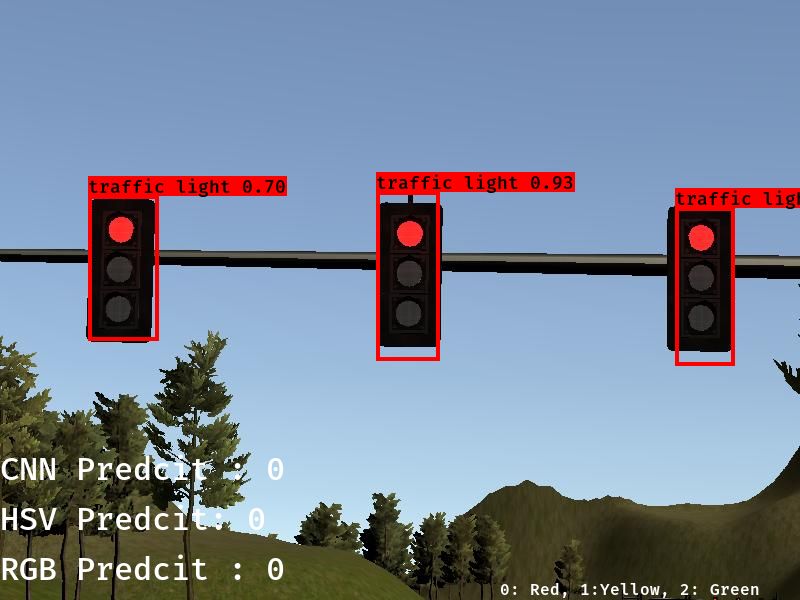 traffic light 0.93
traffic light 0.70
traffic
CNN Predcit : 0
HSV Predcit: 0
RGB Predcit : 0
0: Red, 1:Yellow, 2: Green